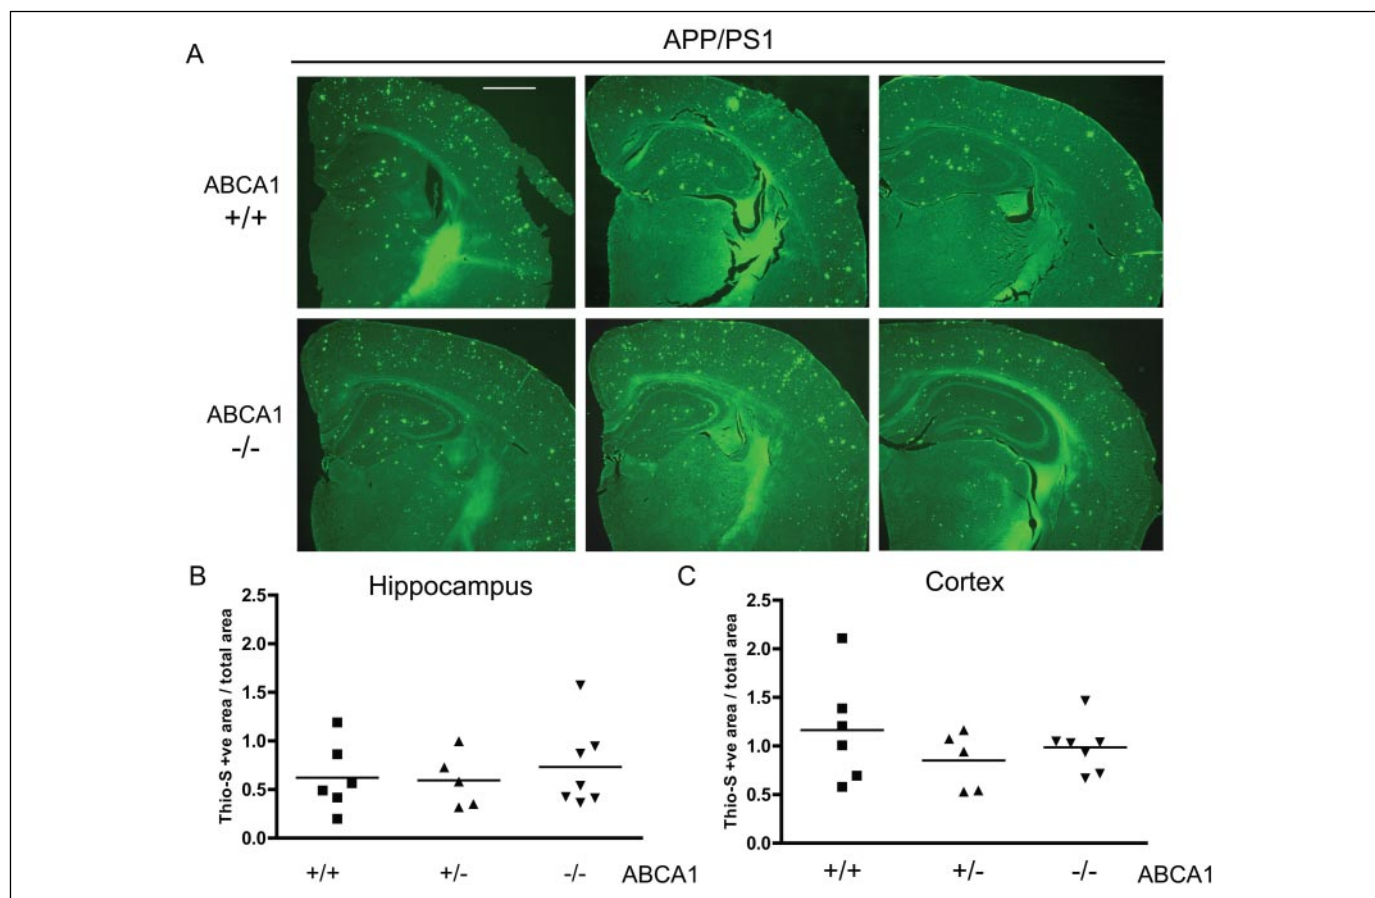 A
APP/PS1
ABCA1
+/+
ABCA1
-/-
B
Hippocampus
Thio-S +ve area / total area
2.5
2.0
1.5
1.0
0.5
0.0
+/+ +/- -/- ABCA1
C
Cortex
Thio-S +ve area / total area
2.5
2.0
1.5
1.0
0.5
0.0
+/+ +/- -/- ABCA1